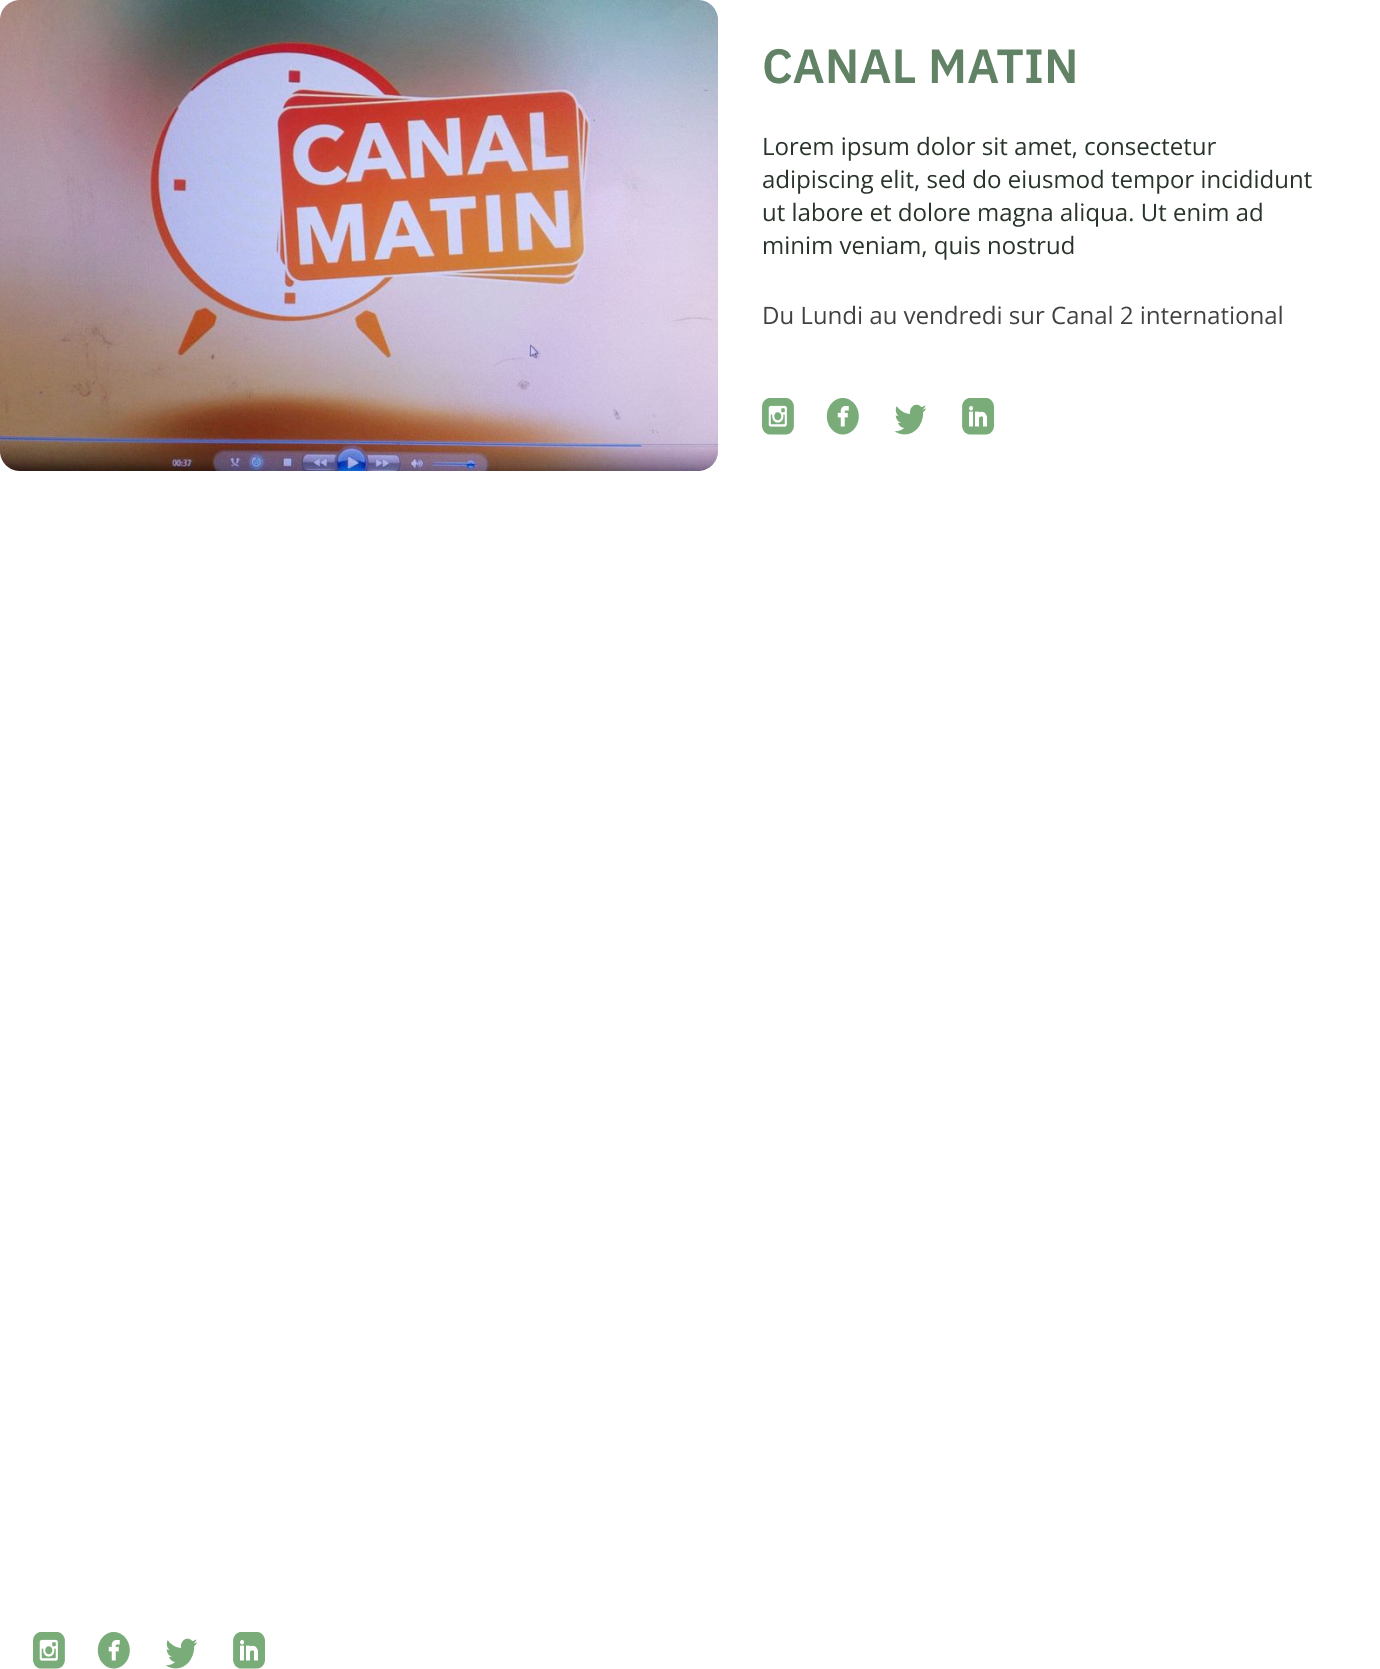 CANAL
MATIN
00:37
CANAL MATIN
Lorem ipsum dolor sit amet, consectetur
adipiscing elit, sed do eiusmod tempor incididunt
ut labore et dolore magna aliqua. Ut enim ad
minim veniam, quis nostrud
Du Lundi au vendredi sur Canal 2 international